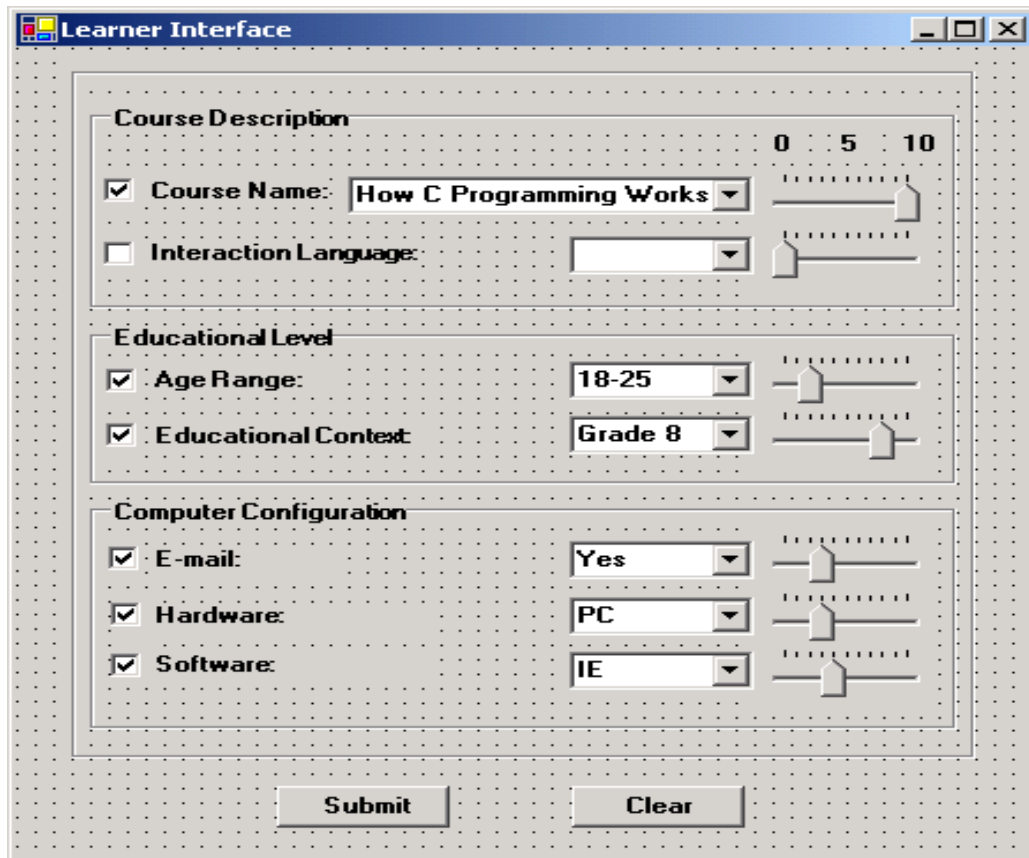 Learner Interface
Course Description
0 5 10
Course Name: How C Programming Works
Interaction Language:
Educational Level
Age Range: 18-25
Educational Context: Grade 8
Computer Configuration
E-mail: Yes
Hardware: PC
Software: IE
Submit Clear